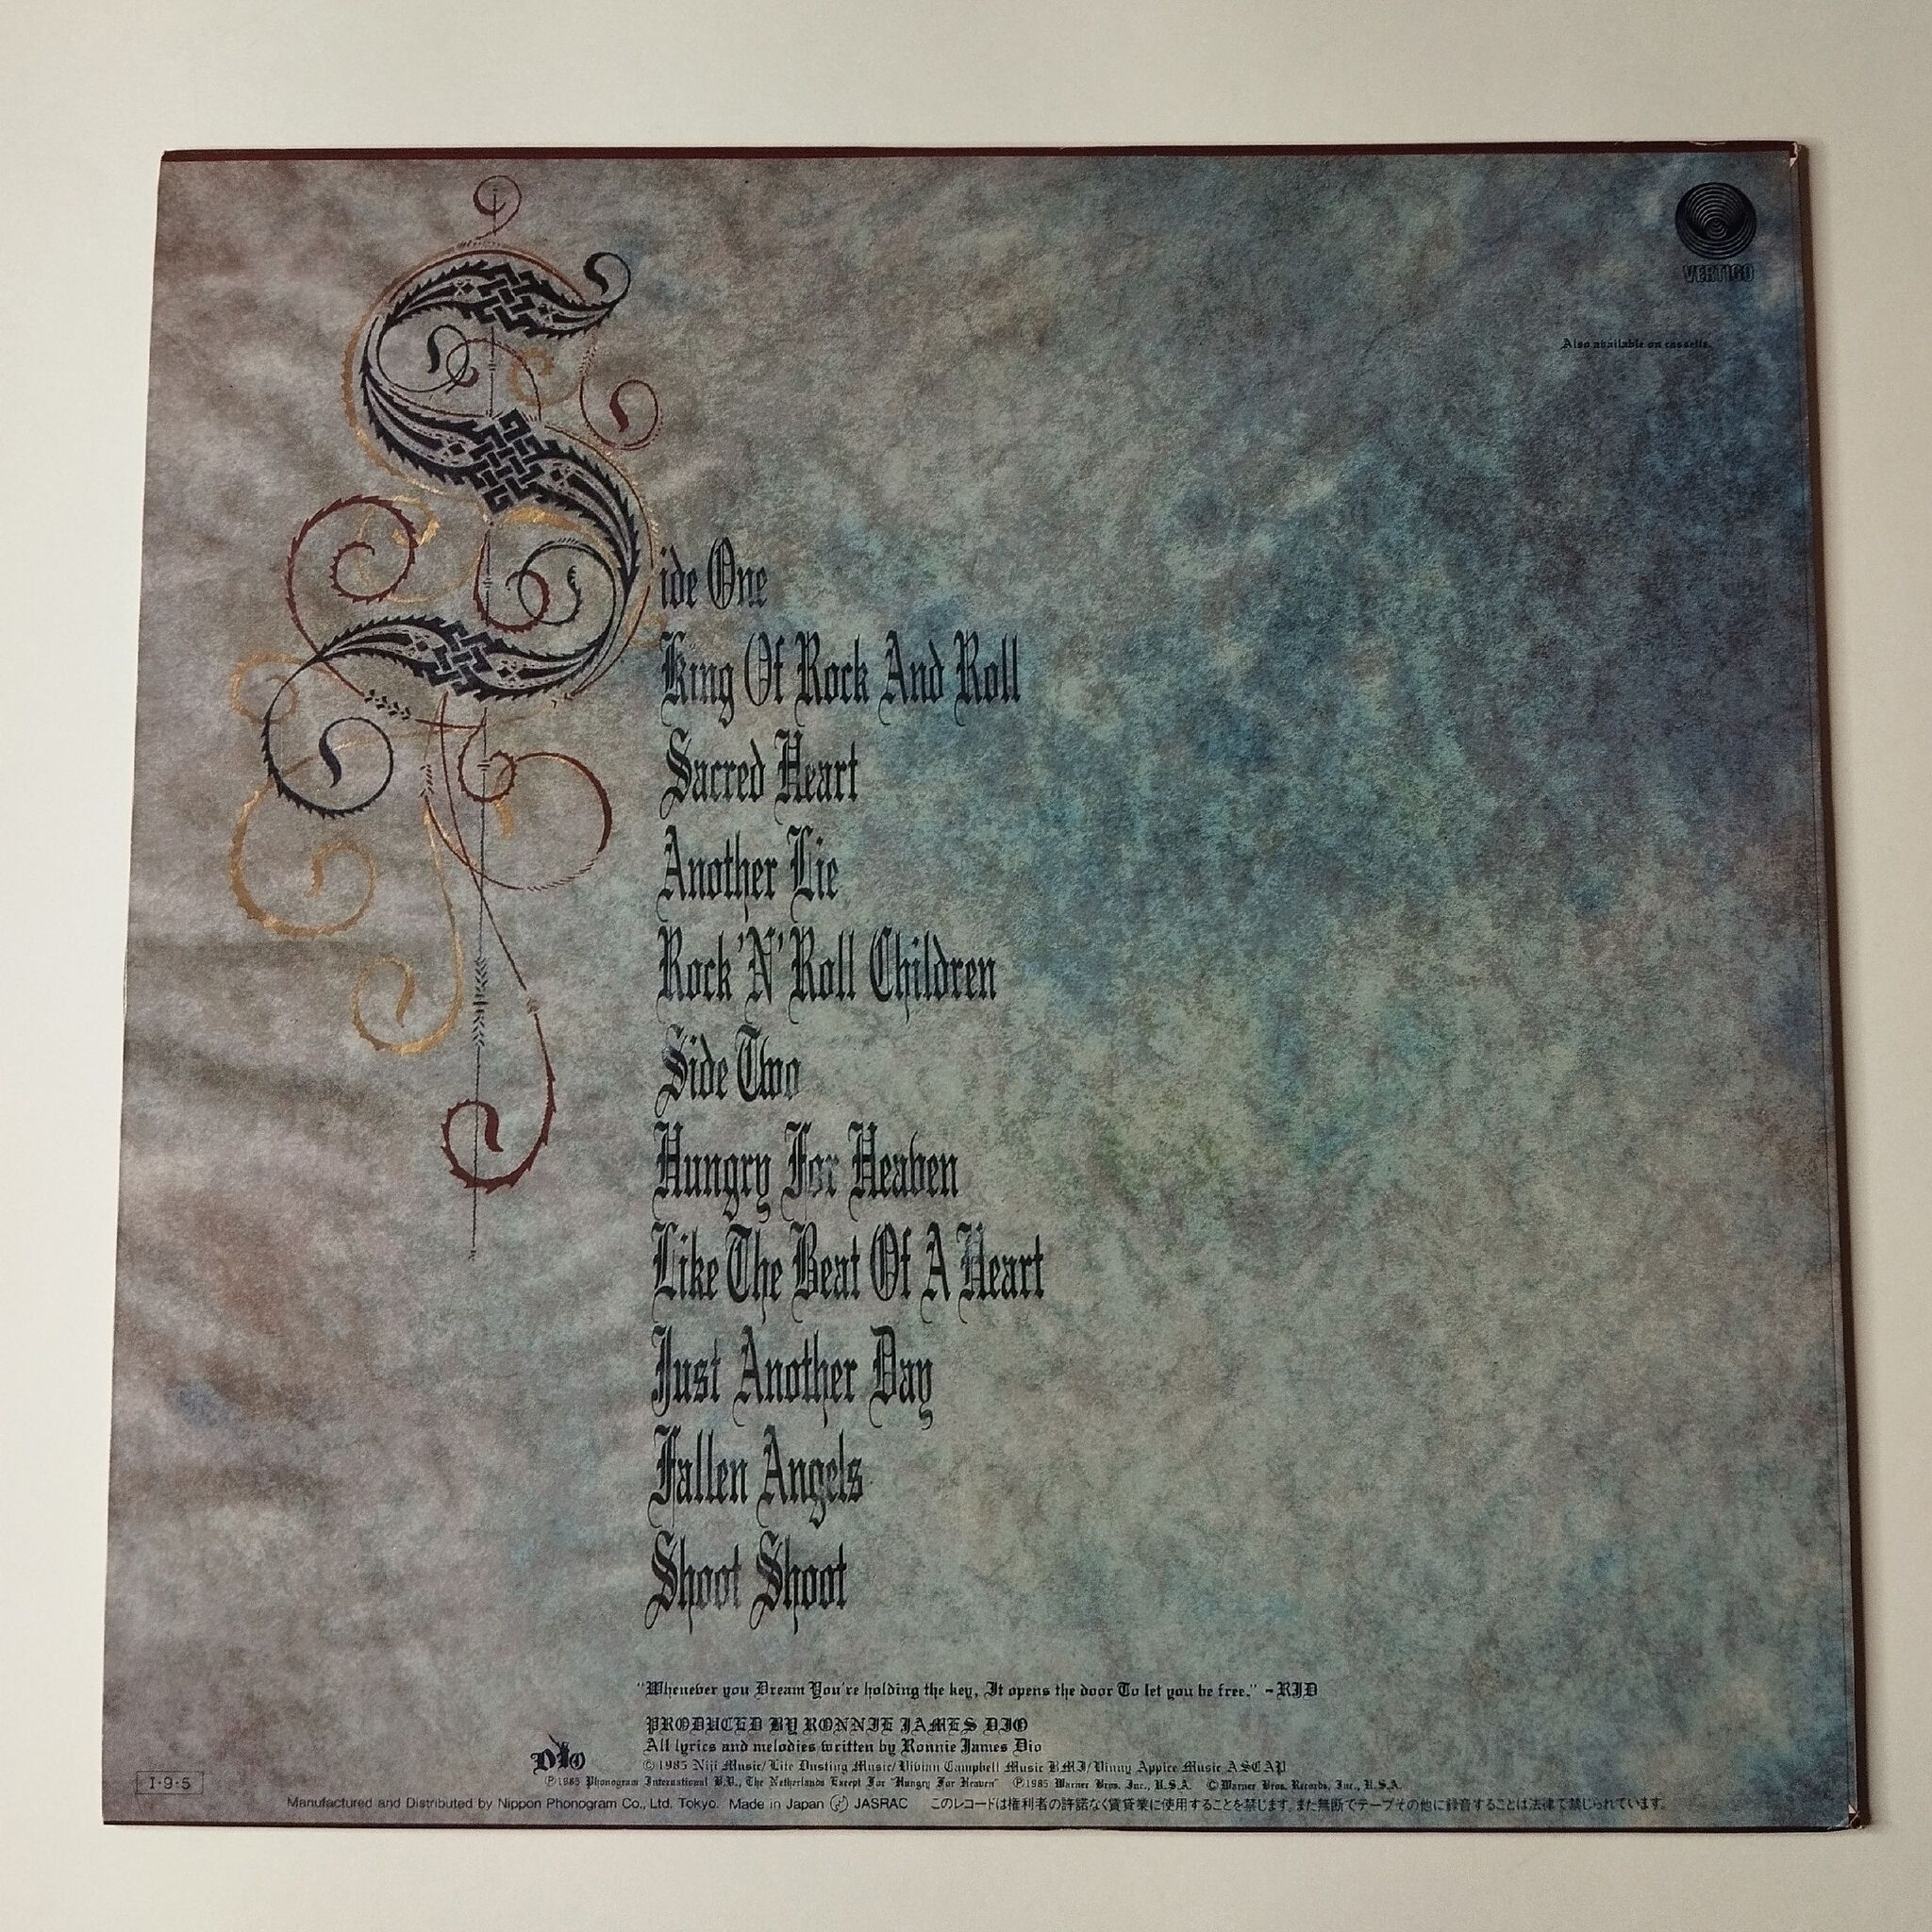 VERTIGO
Also available on cassette.
Side One
King Of Rock And Roll
Sacred Heart
Another Lie
Rock 'N' Roll Children
Side Two
Hungry For Heaven
Like The Beat Of A Heart
Just Another Day
Fallen Angels
Shoot Shoot
"Whenever you Dream You're holding the key, It opens the door To let you be free." - RJD
PRODUCED BY RONNIE JAMES DIO
All lyrics and melodies written by Ronnie James Dio
DIO
© 1985 Niji Music/Lite Dusting Music/Vivian Campbell Music BMI/Vinny Appice Music ASCAP
℗ 1985 Phonogram International B.V., The Netherlands Except For "Hungry For Heaven" ℗ 1985 Warner Bros. Inc., U.S.A. © Warner Bros. Records, Inc., U.S.A.
I·9·5
Manufactured and Distributed by Nippon Phonogram Co., Ltd. Tokyo. Made in Japan JASRAC このレコードは権利者の許諾なく賃貸業に使用することを禁じます。また無断でテープその他に録音することは法律で禁じられています。